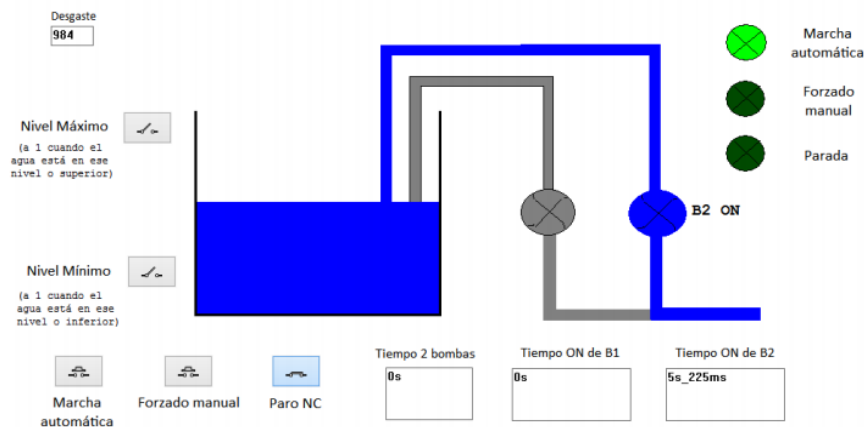 Desgaste
984
Marcha
automática
Forzado
manual
Parada
Nivel Máximo
(a 1 cuando el
agua está en ese
nivel o superior)
B2 ON
Nivel Mínimo
(a 1 cuando el
agua está en ese
nivel o inferior)
Marcha
automática
Forzado manual
Paro NC
Tiempo 2 bombas
0s
Tiempo ON de B1
0s
Tiempo ON de B2
5s_225ms